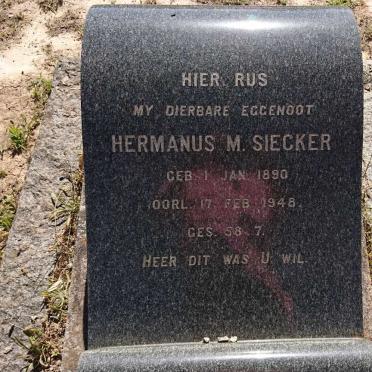 HIER RUS
MY DIERBARE EGGENOOT
HERMANUS M. SIECKER
GEB. 1 JAN 1890
OORL. 17 FEB. 1948.
GES. 58. 7.
HEER DIT WAS U WIL.